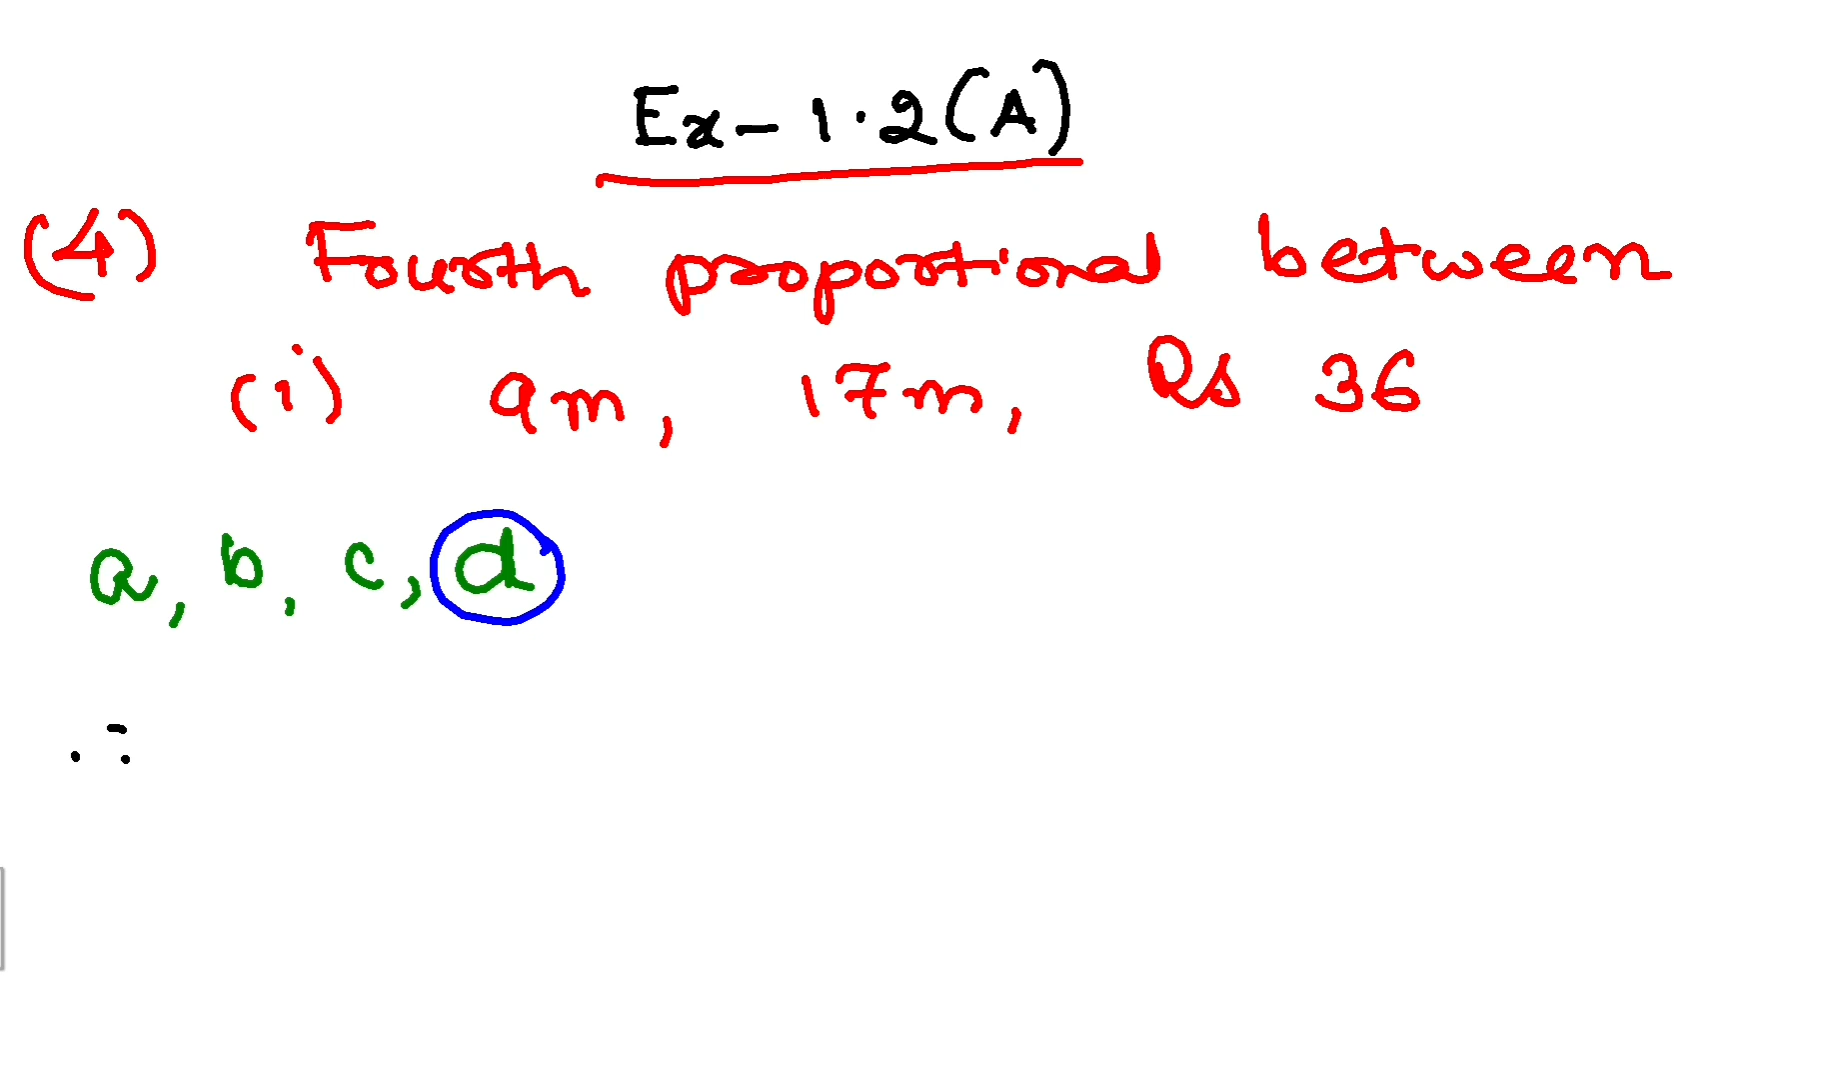 Ex-1.2(A)
(4) Fourth proportional between
(i) 9m, 17m, Rs 36
a, b, c, d
∴